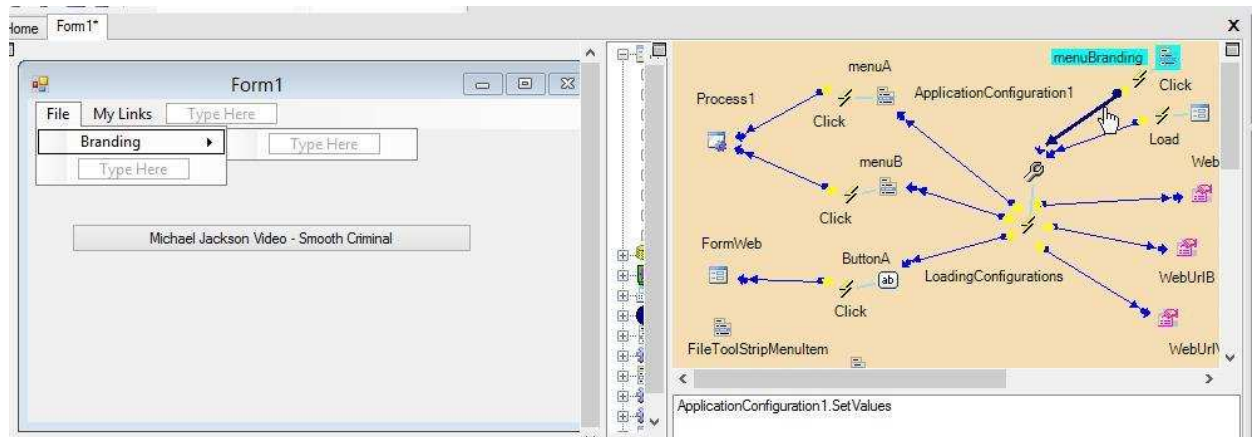 Home Form1* X
Form1
File My Links Type Here
Branding Type Here
Type Here
Michael Jackson Video - Smooth Criminal
menuBranding
menuA
Click
Process1
ApplicationConfiguration1
Click
Load
menuB
Web
Click
FormWeb
ButtonA
ab
LoadingConfigurations
WebUrlB
Click
FileToolStripMenuItem
WebUrl
ApplicationConfiguration1.SetValues